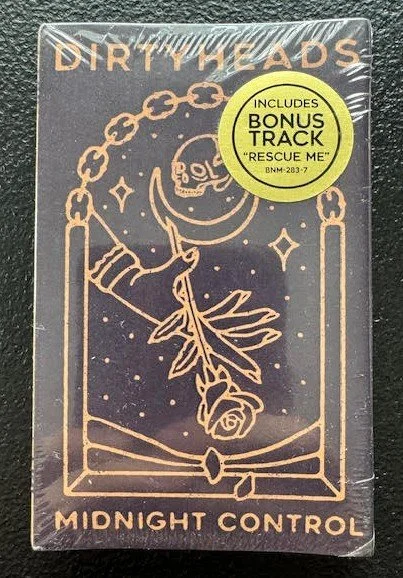 DIRTYHEADS
INCLUDES
BONUS
TRACK
"RESCUE ME"
BNM-283-7
MIDNIGHT CONTROL